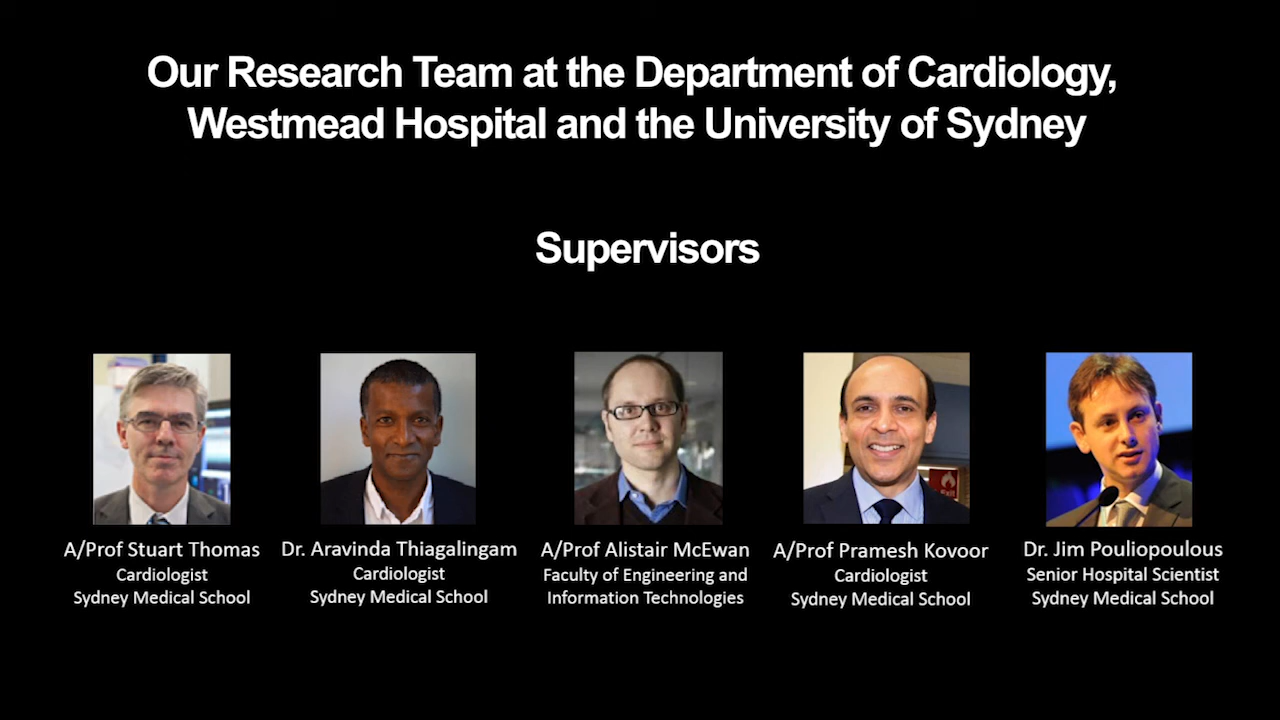 Our Research Team at the Department of Cardiology,
Westmead Hospital and the University of Sydney
Supervisors
A/Prof Stuart Thomas
Cardiologist
Sydney Medical School
Dr. Aravinda Thiagalingam
Cardiologist
Sydney Medical School
A/Prof Alistair McEwan
Faculty of Engineering and
Information Technologies
A/Prof Pramesh Kovoor
Cardiologist
Sydney Medical School
Dr. Jim Pouliopoulous
Senior Hospital Scientist
Sydney Medical School